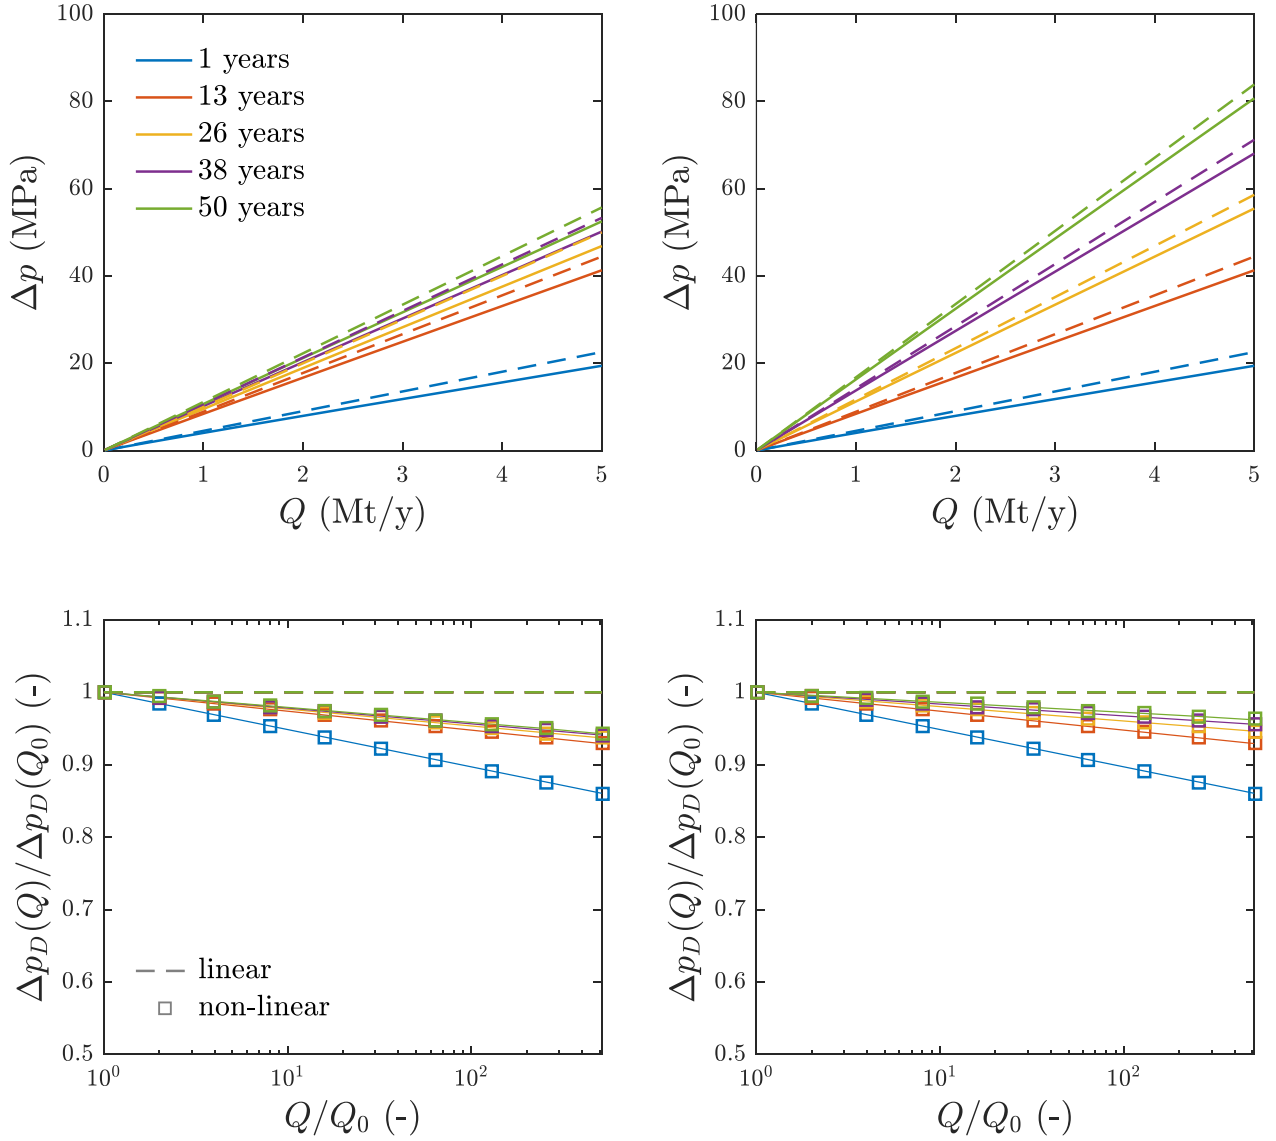 100
80
60
40
20
0
Δp (MPa)
1 years
13 years
26 years
38 years
50 years
0 1 2 3 4 5
Q (Mt/y)
100
80
60
40
20
0
Δp (MPa)
0 1 2 3 4 5
Q (Mt/y)
1.1
1
0.9
0.8
0.7
0.6
0.5
Δp_D(Q)/Δp_D(Q_0) (-)
linear
non-linear
10^0 10^1 10^2
Q/Q_0 (-)
1.1
1
0.9
0.8
0.7
0.6
0.5
Δp_D(Q)/Δp_D(Q_0) (-)
10^0 10^1 10^2
Q/Q_0 (-)